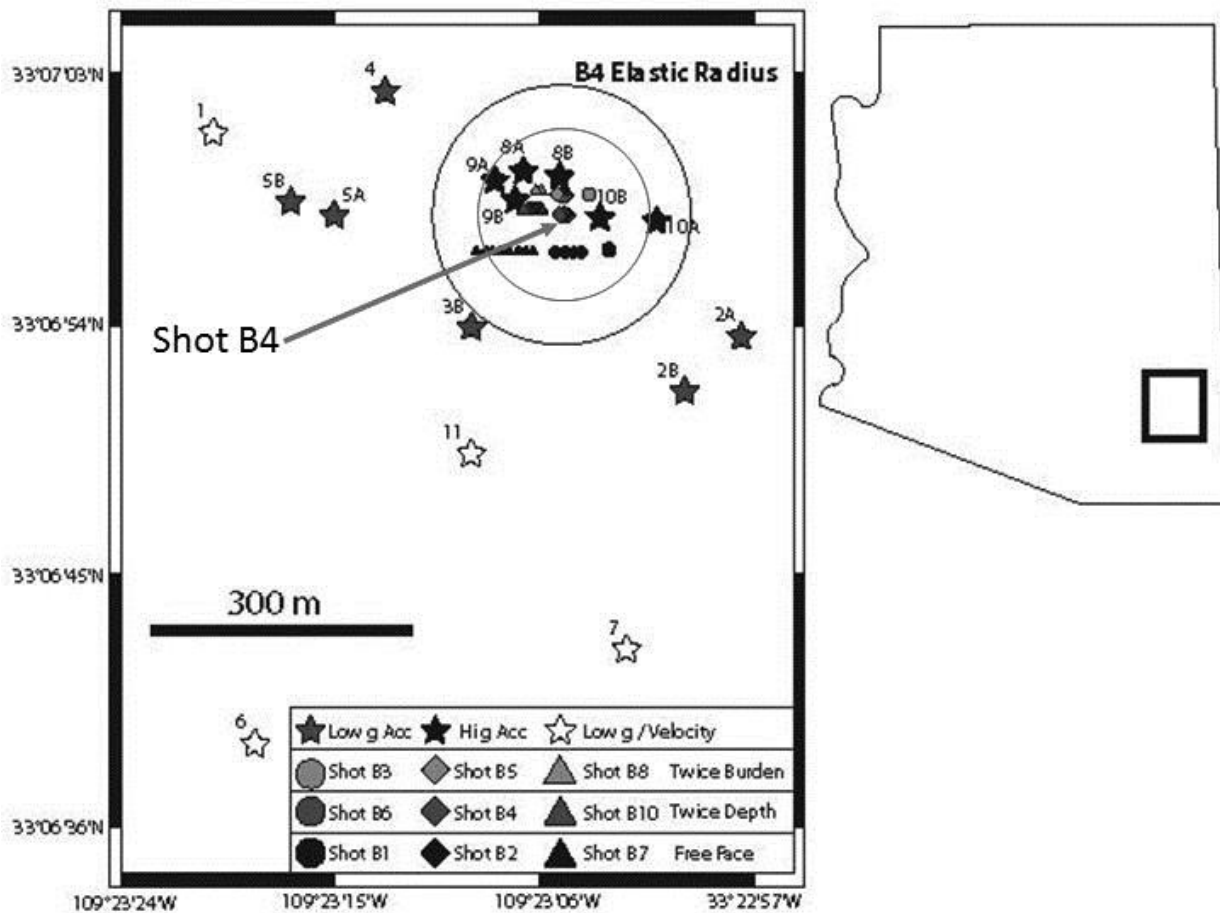 33°07'03"N
4
B4 Elastic Radius
1
8A
8B
9A
5B
5A
10B
9B
10A
3B
33°06'54"N
2A
Shot B4
2B
11
33°06'45"N
300 m
7
6
Low g Acc Hi g Acc Low g / Velocity
Shot B3 Shot B5 Shot B8 Twice Burden
Shot B6 Shot B4 Shot B10 Twice Depth
33°06'36"N
Shot B1 Shot B2 Shot B7 Free Face
109°23'24"W 109°23'15"W 109°23'06"W 33°22'57"W